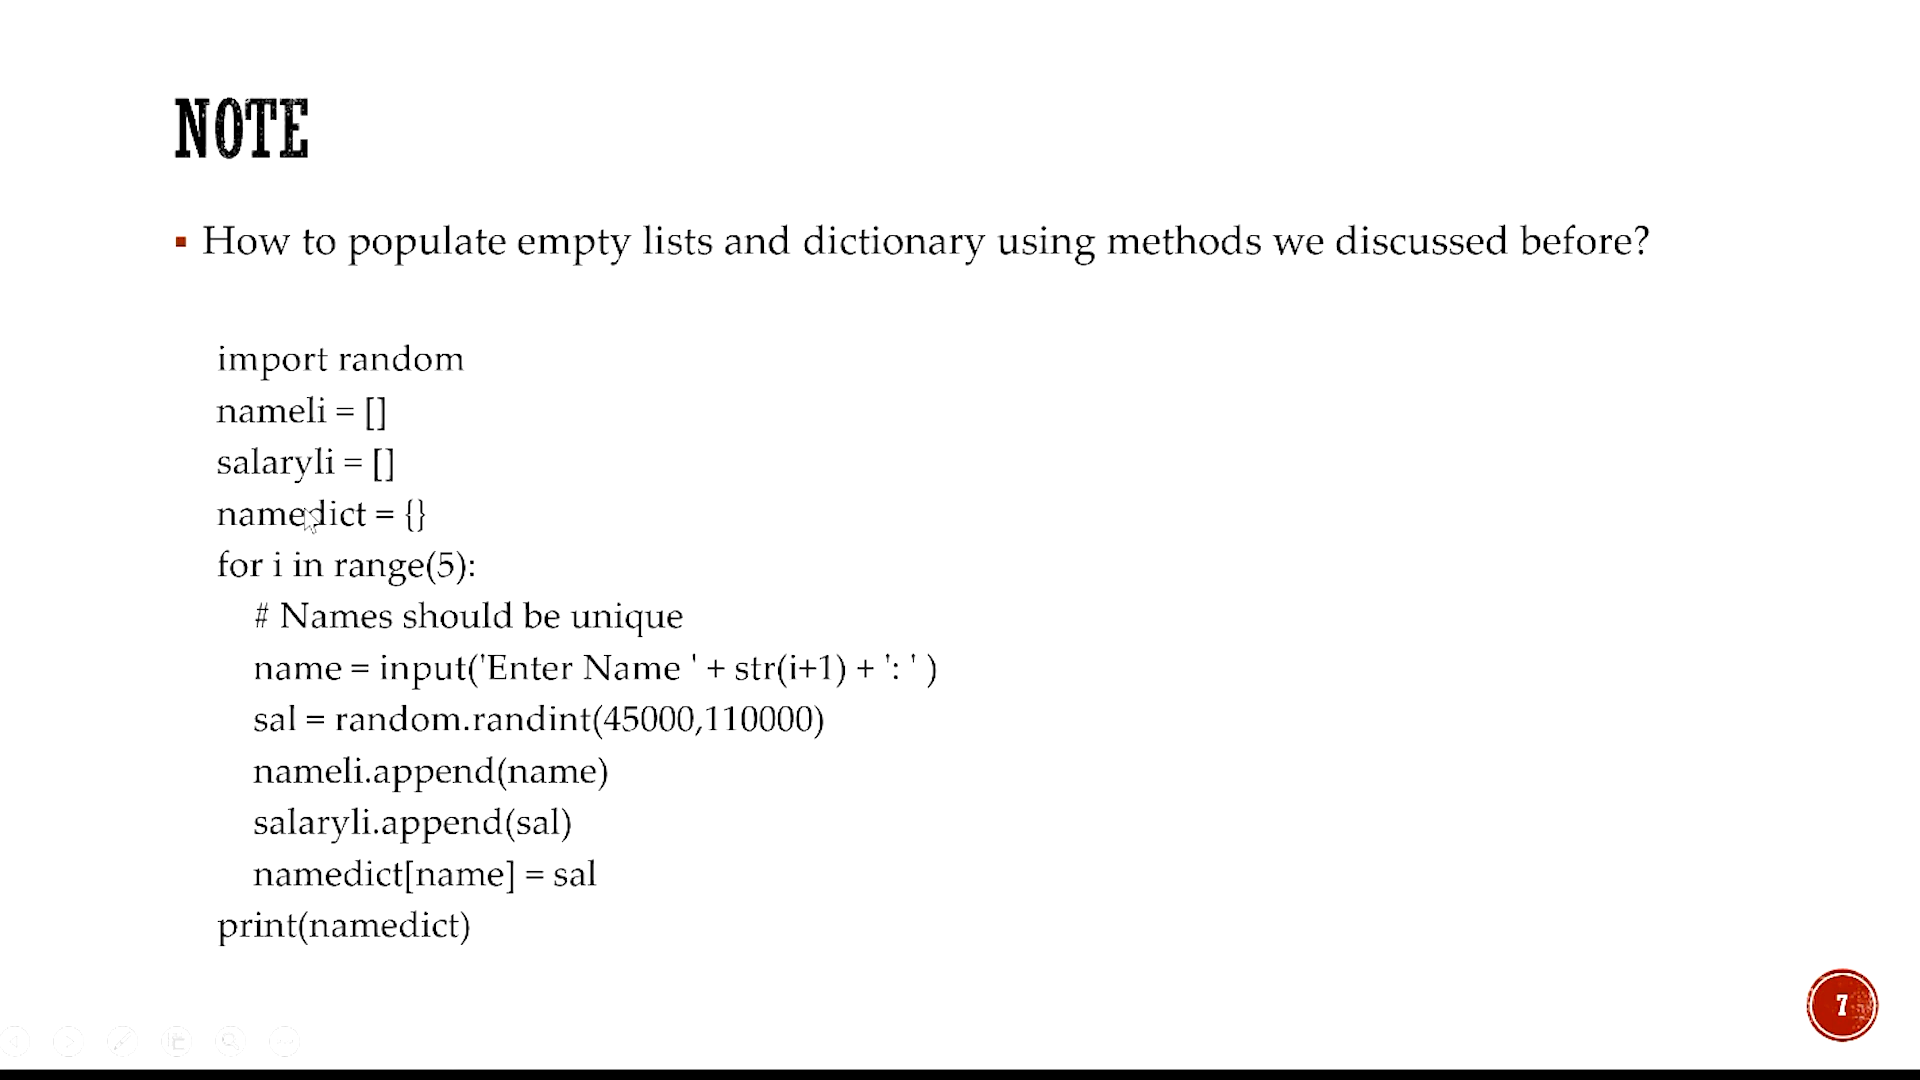 NOTE
How to populate empty lists and dictionary using methods we discussed before?
import random
nameli = []
salaryli = []
namedict = {}
for i in range(5):
# Names should be unique
name = input('Enter Name ' + str(i+1) + ': ' )
sal = random.randint(45000,110000)
nameli.append(name)
salaryli.append(sal)
namedict[name] = sal
print(namedict)
7